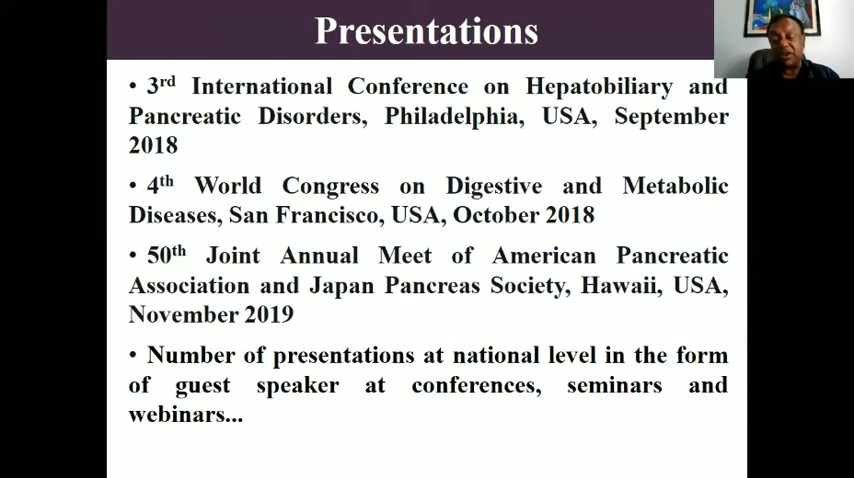 Presentations
• 3rd International Conference on Hepatobiliary and
Pancreatic Disorders, Philadelphia, USA, September
2018
• 4th World Congress on Digestive and Metabolic
Diseases, San Francisco, USA, October 2018
• 50th Joint Annual Meet of American Pancreatic
Association and Japan Pancreas Society, Hawaii, USA,
November 2019
• Number of presentations at national level in the form
of guest speaker at conferences, seminars and
webinars...